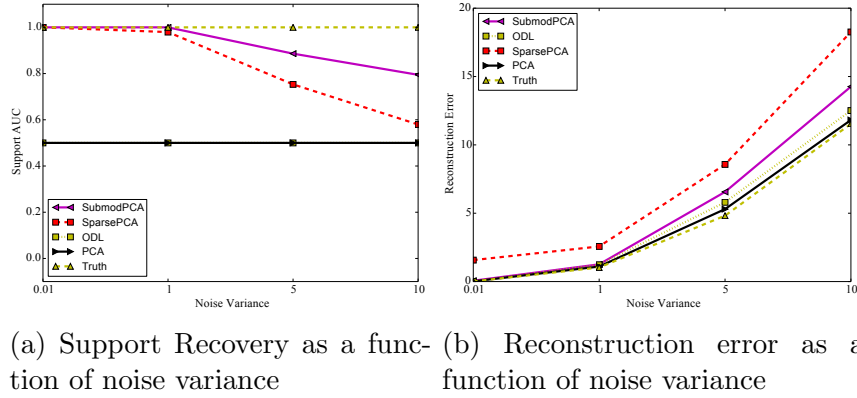 1.0
0.8
0.6
0.4
0.2
0.0
Support AUC
SubmodPCA
SparsePCA
ODL
PCA
Truth
0.01 1 5 10
Noise Variance
20
15
10
5
0
Reconstruction Error
SubmodPCA
ODL
SparsePCA
PCA
Truth
0.01 1 5 10
Noise Variance
(a) Support Recovery as a func-
tion of noise variance
(b) Reconstruction error as a
function of noise variance